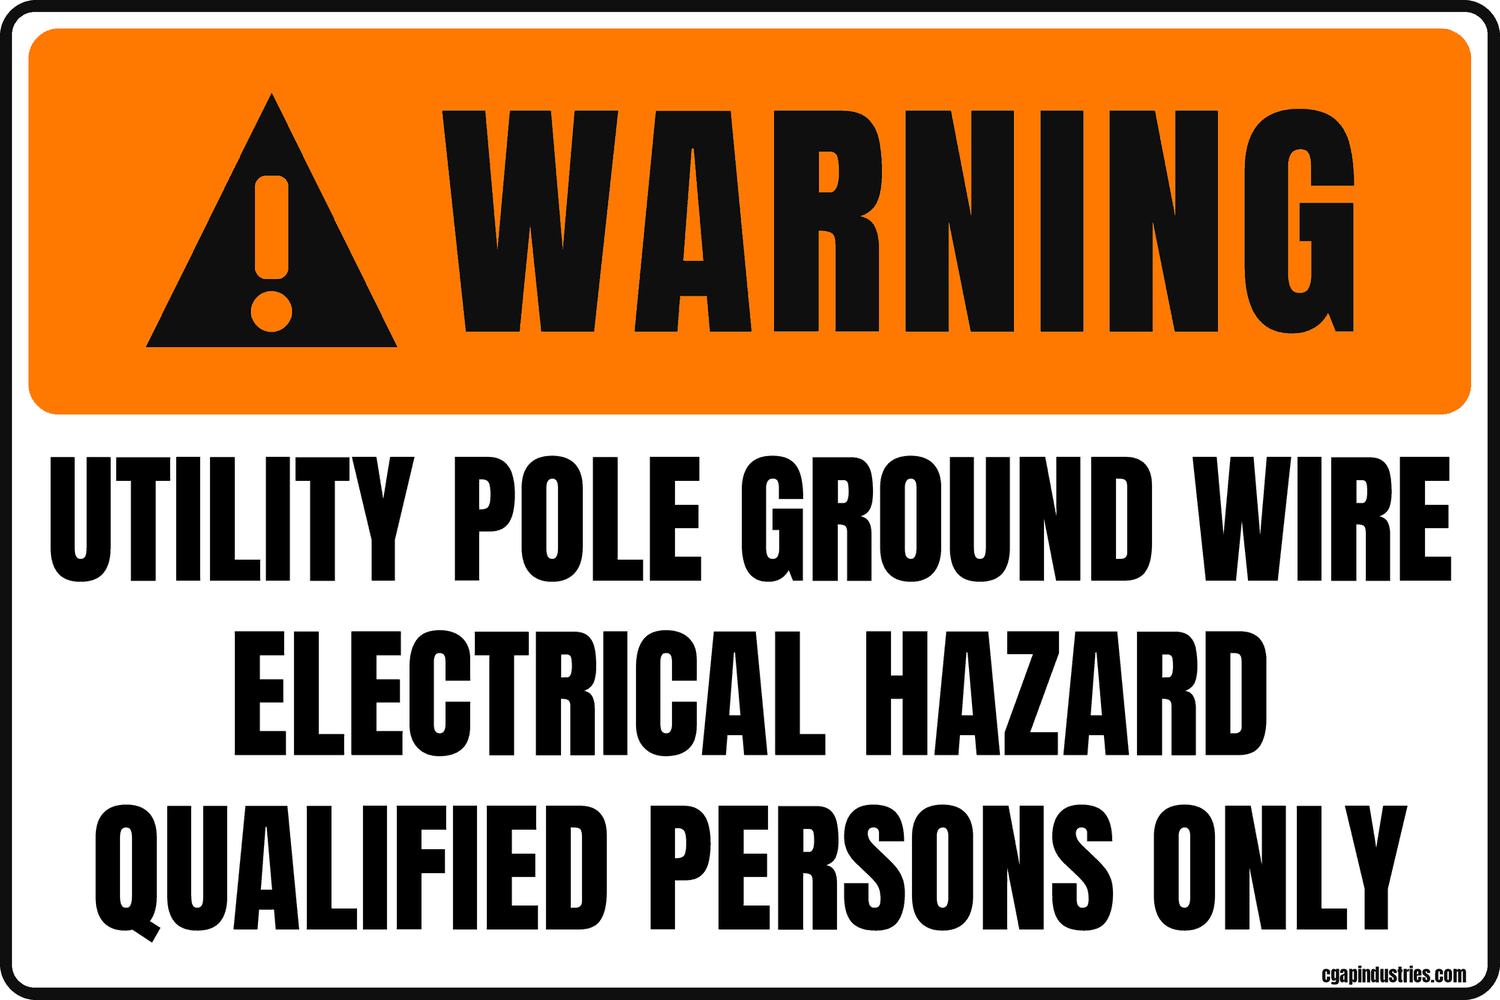 WARNING
UTILITY POLE GROUND WIRE
ELECTRICAL HAZARD
QUALIFIED PERSONS ONLY
cgapindustries.com